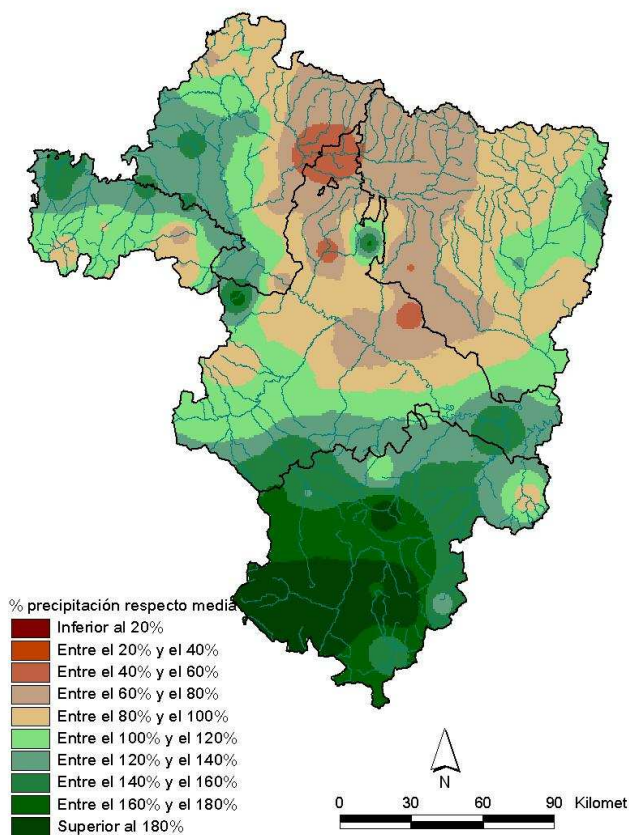 % precipitación respecto media
Inferior al 20%
Entre el 20% y el 40%
Entre el 40% y el 60%
Entre el 60% y el 80%
Entre el 80% y el 100%
Entre el 100% y el 120%
Entre el 120% y el 140%
Entre el 140% y el 160%
Entre el 160% y el 180%
Superior al 180%
N
0 30 60 90 Kilomet